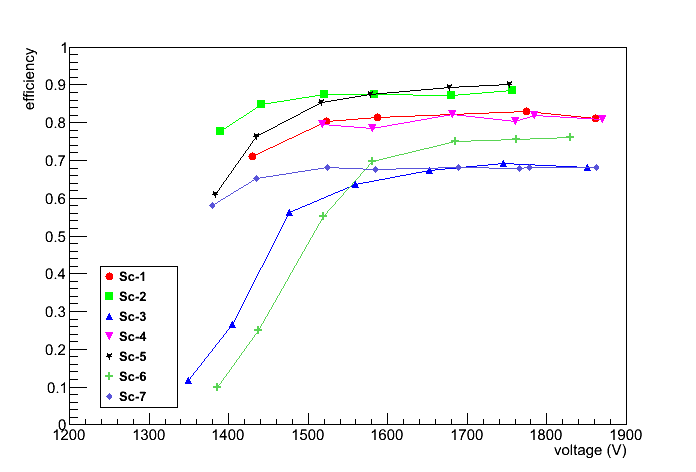 efficiency
1
0.9
0.8
0.7
0.6
0.5
0.4
0.3
0.2
0.1
0
Sc-1
Sc-2
Sc-3
Sc-4
Sc-5
Sc-6
Sc-7
1200 1300 1400 1500 1600 1700 1800 1900
voltage (V)